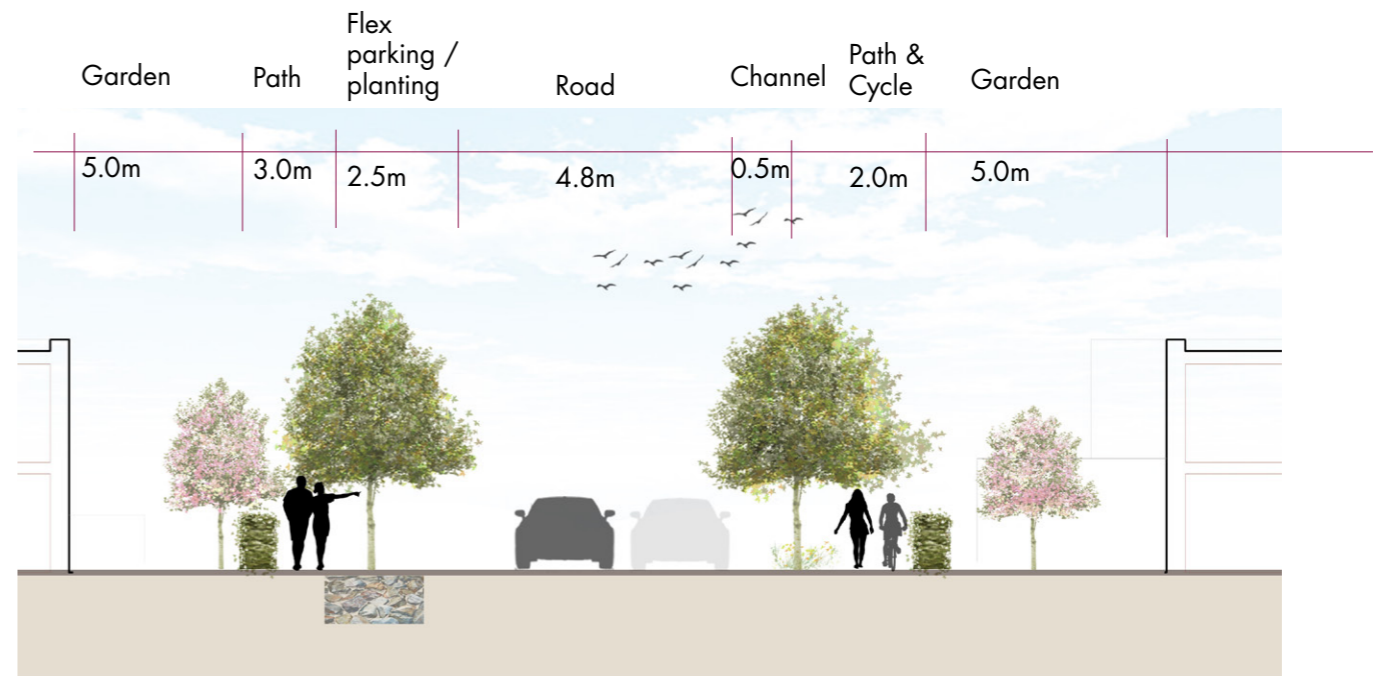 Garden
Path
Flex
parking /
planting
Road
Channel
Path &
Cycle
Garden
5.0m
3.0m
2.5m
4.8m
0.5m
2.0m
5.0m